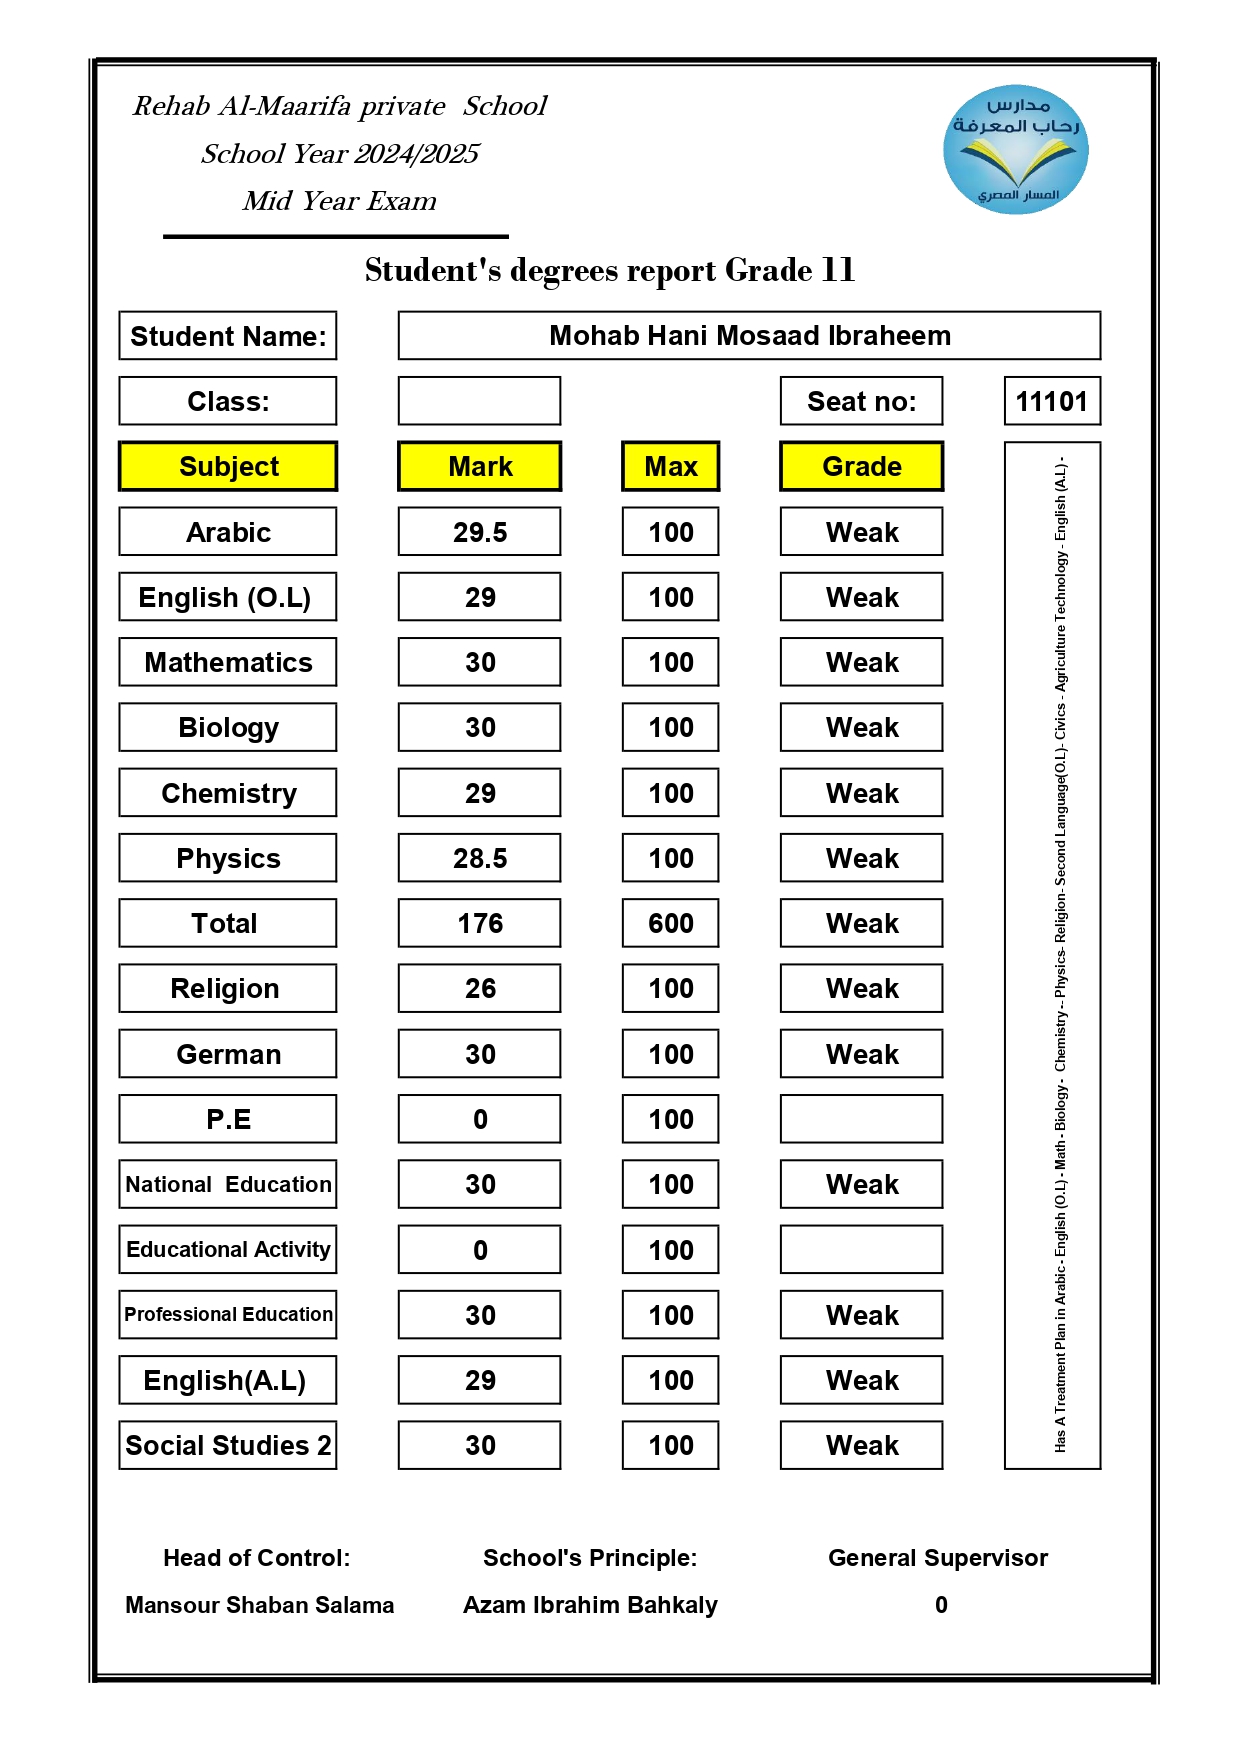 Rehab Al-Maarifa private School
School Year 2024/2025
Mid Year Exam
مدارس
رحاب المعرفة
المسار المصري
Student's degrees report Grade 11
Student Name: Mohab Hani Mosaad Ibraheem
Class: Seat no: 11101
Subject Mark Max Grade
Arabic 29.5 100 Weak
English (O.L) 29 100 Weak
Mathematics 30 100 Weak
Biology 30 100 Weak
Chemistry 29 100 Weak
Physics 28.5 100 Weak
Total 176 600 Weak
Religion 26 100 Weak
German 30 100 Weak
P.E 0 100
National Education 30 100 Weak
Educational Activity 0 100
Professional Education 30 100 Weak
English(A.L) 29 100 Weak
Social Studies 2 30 100 Weak
Has A Treatment Plan in Arabic - English (O.L) - Math - Biology - Chemistry -- Physics- Religion- Second Language(O.L)- Civics - Agriculture Technology - English (A.L) -
Head of Control: School's Principle: General Supervisor
Mansour Shaban Salama Azam Ibrahim Bahkaly 0